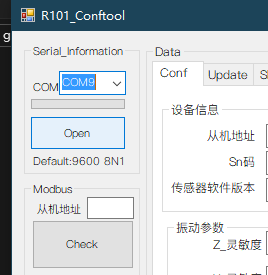 R101_Conftool
Serial_Information
COM
COM9
Open
Default:9600 8N1
Modbus
从机地址
Check
Data
Conf
Update
设备信息
从机地址
Sn码
传感器软件版本
振动参数
Z_灵敏度